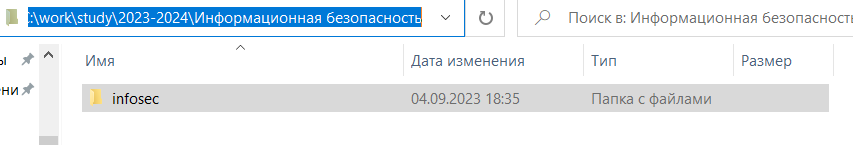 :\work\study\2023-2024\Информационная безопасность
Поиск в: Информационная безопасность
Имя
Дата изменения
Тип
Размер
infosec
04.09.2023 18:35
Папка с файлами